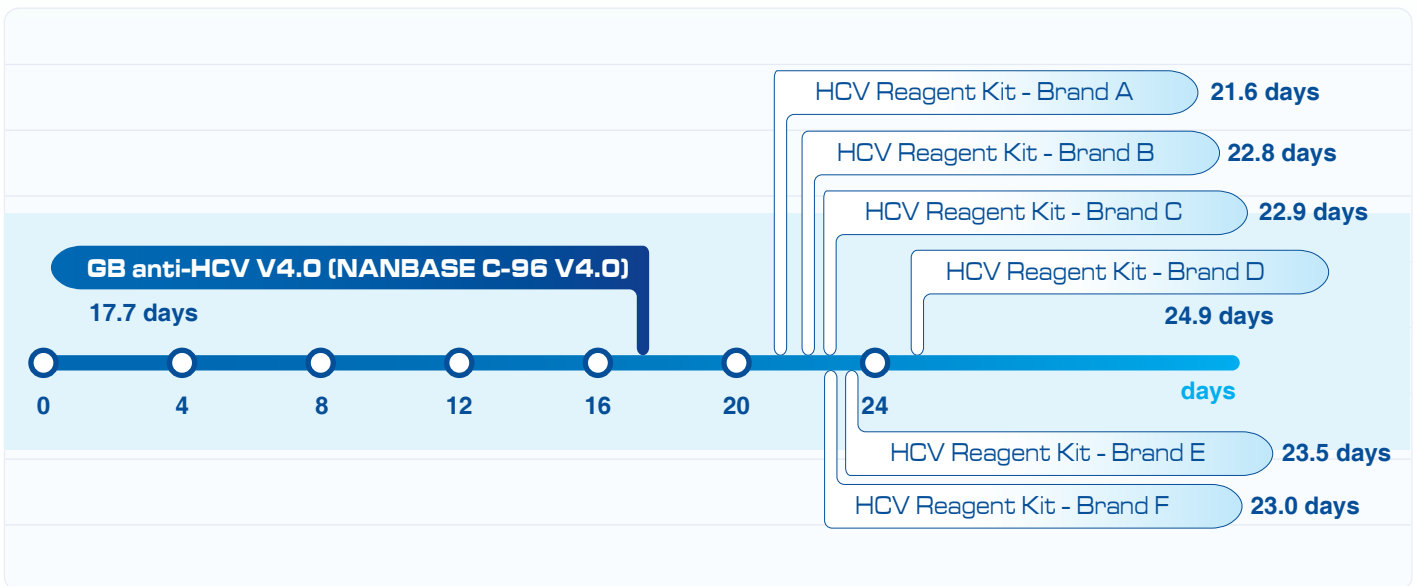 HCV Reagent Kit - Brand A
21.6 days
HCV Reagent Kit - Brand B
22.8 days
HCV Reagent Kit - Brand C
22.9 days
GB anti-HCV V4.0 (NANBASE C-96 V4.0)
17.7 days
HCV Reagent Kit - Brand D
24.9 days
0 4 8 12 16 20 24
days
HCV Reagent Kit - Brand E
23.5 days
HCV Reagent Kit - Brand F
23.0 days